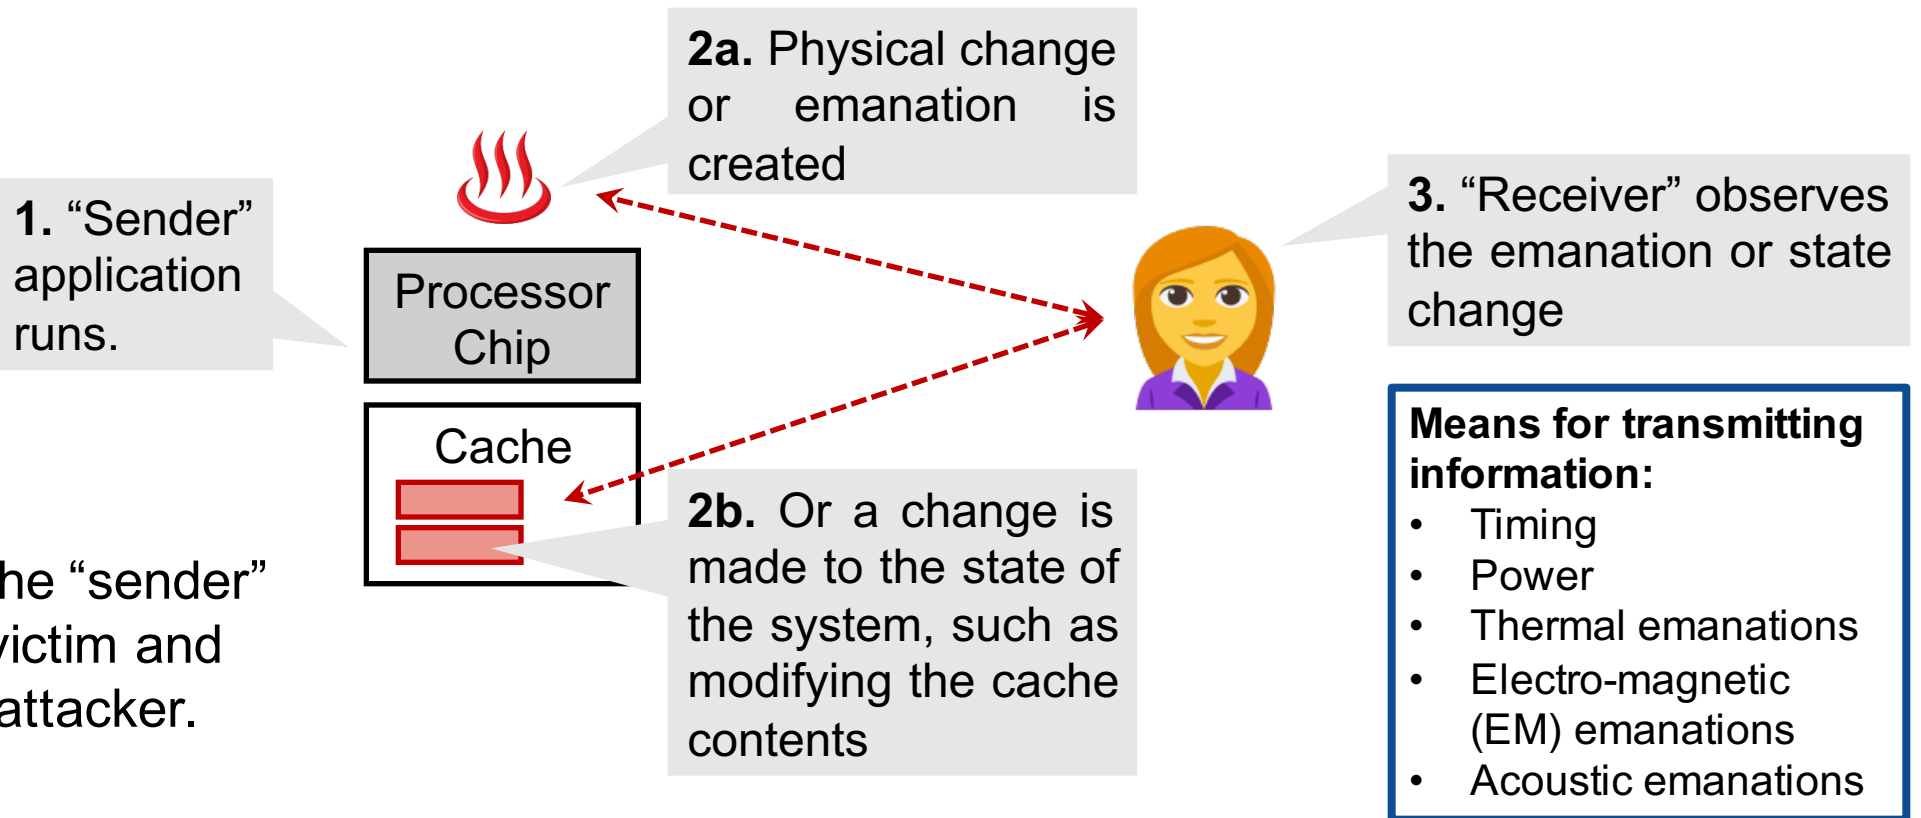 1. “Sender”
application
runs.
2a. Physical change
or emanation is
created
Processor
Chip
Cache
2b. Or a change is
made to the state of
the system, such as
modifying the cache
contents
3. “Receiver” observes
the emanation or state
change
Means for transmitting
information:
• Timing
• Power
• Thermal emanations
• Electro-magnetic
(EM) emanations
• Acoustic emanations
he “sender”
victim and
attacker.